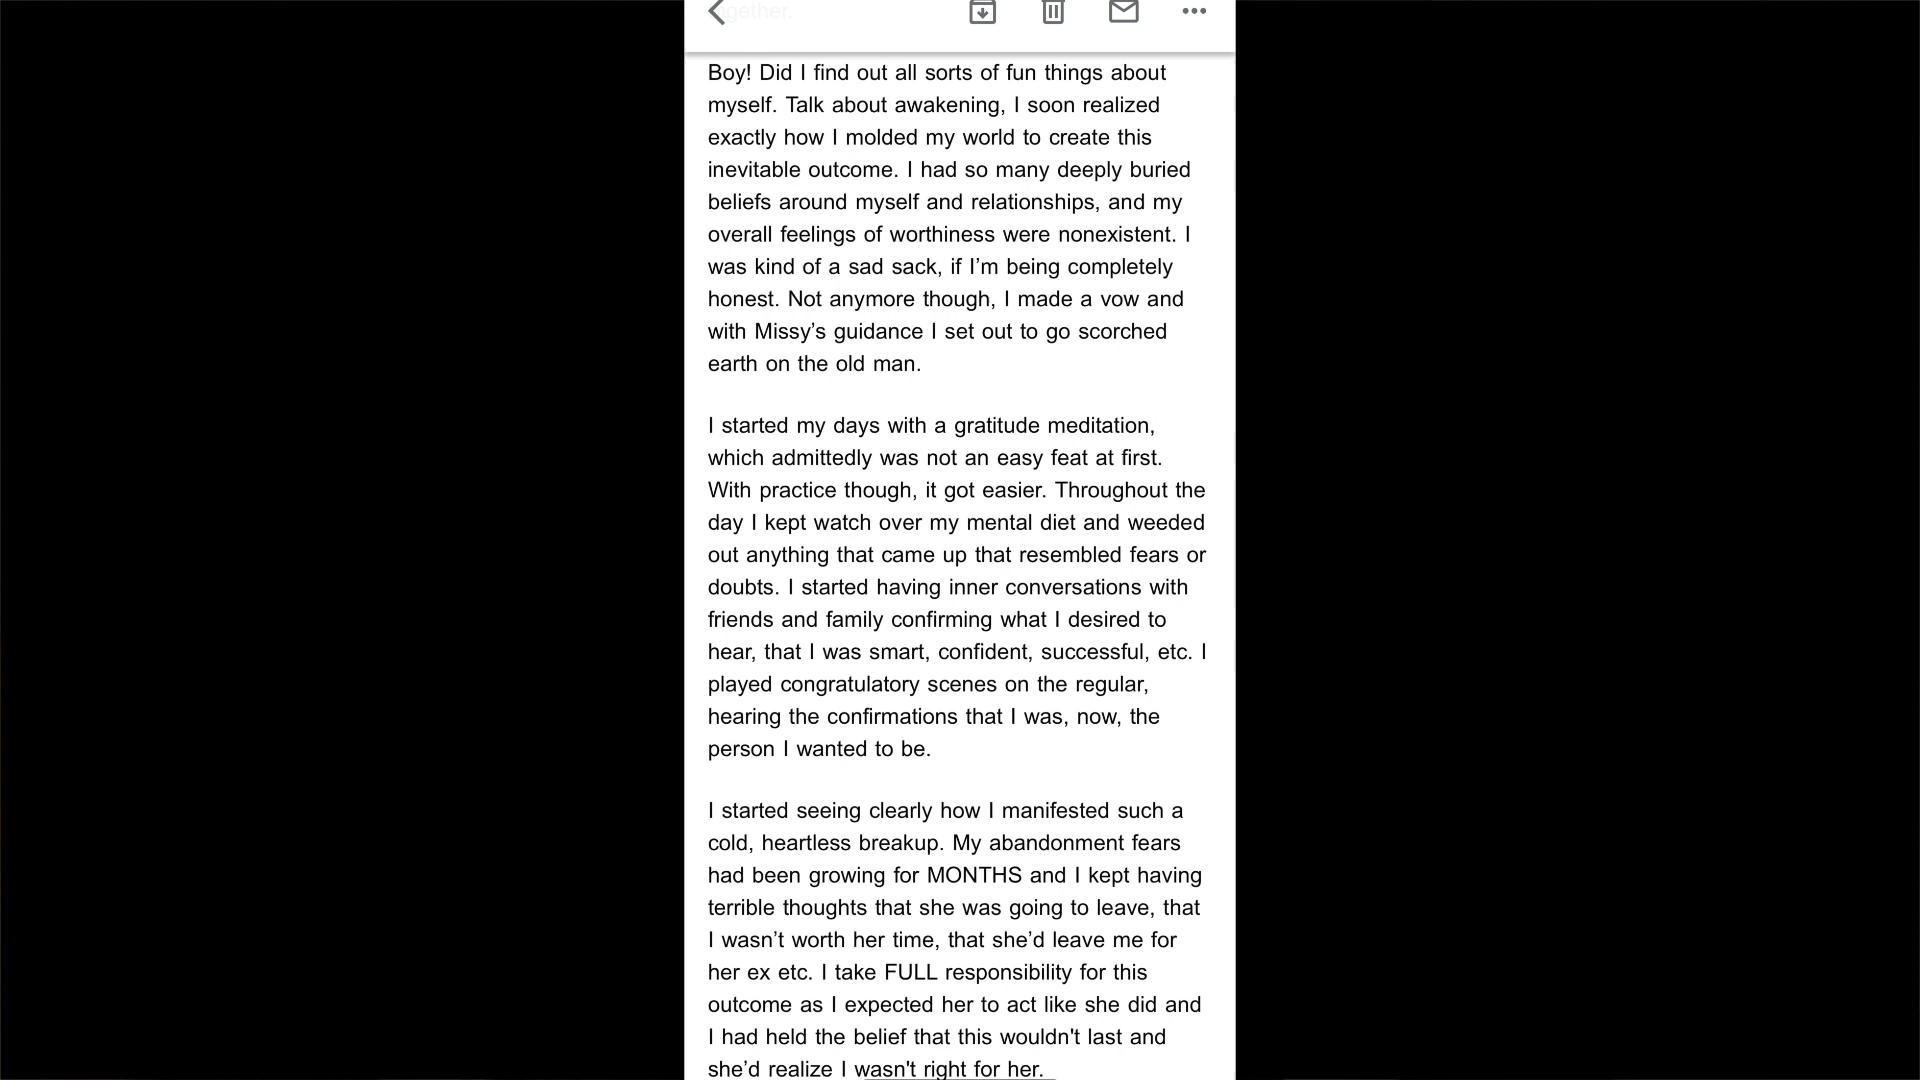 gether.
Boy! Did I find out all sorts of fun things about
myself. Talk about awakening, I soon realized
exactly how I molded my world to create this
inevitable outcome. I had so many deeply buried
beliefs around myself and relationships, and my
overall feelings of worthiness were nonexistent. I
was kind of a sad sack, if I’m being completely
honest. Not anymore though, I made a vow and
with Missy’s guidance I set out to go scorched
earth on the old man.
I started my days with a gratitude meditation,
which admittedly was not an easy feat at first.
With practice though, it got easier. Throughout the
day I kept watch over my mental diet and weeded
out anything that came up that resembled fears or
doubts. I started having inner conversations with
friends and family confirming what I desired to
hear, that I was smart, confident, successful, etc. I
played congratulatory scenes on the regular,
hearing the confirmations that I was, now, the
person I wanted to be.
I started seeing clearly how I manifested such a
cold, heartless breakup. My abandonment fears
had been growing for MONTHS and I kept having
terrible thoughts that she was going to leave, that
I wasn’t worth her time, that she’d leave me for
her ex etc. I take FULL responsibility for this
outcome as I expected her to act like she did and
I had held the belief that this wouldn't last and
she’d realize I wasn't right for her.